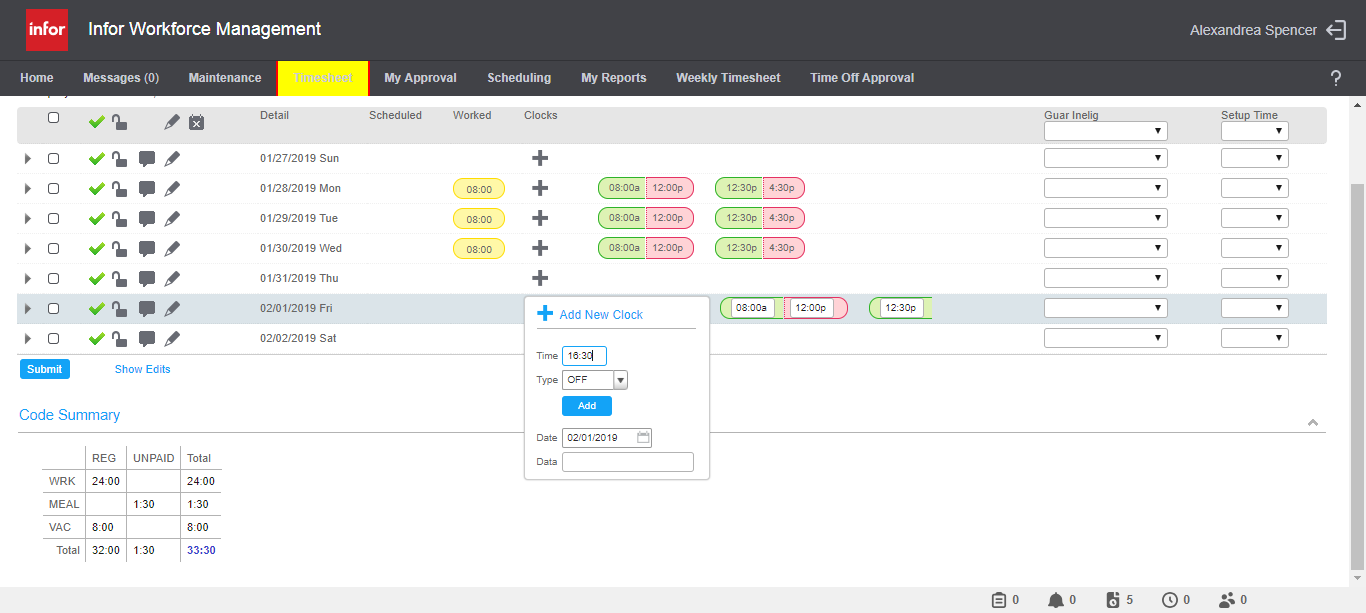 infor
Infor Workforce Management
Alexandrea Spencer
Home Messages (0) Maintenance Timesheet My Approval Scheduling My Reports Weekly Timesheet Time Off Approval ?
Detail Scheduled Worked Clocks Guar Inelig Setup Time
01/27/2019 Sun
01/28/2019 Mon 08:00 08:00a 12:00p 12:30p 4:30p
01/29/2019 Tue 08:00 08:00a 12:00p 12:30p 4:30p
01/30/2019 Wed 08:00 08:00a 12:00p 12:30p 4:30p
01/31/2019 Thu
02/01/2019 Fri 08:00a 12:00p 12:30p
02/02/2019 Sat
Add New Clock
Time 16:30
Type OFF
Add
Date 02/01/2019
Data
Submit Show Edits
Code Summary
REG UNPAID Total
WRK 24:00 24:00
MEAL 1:30 1:30
VAC 8:00 8:00
Total 32:00 1:30 33:30
0 0 5 0 0